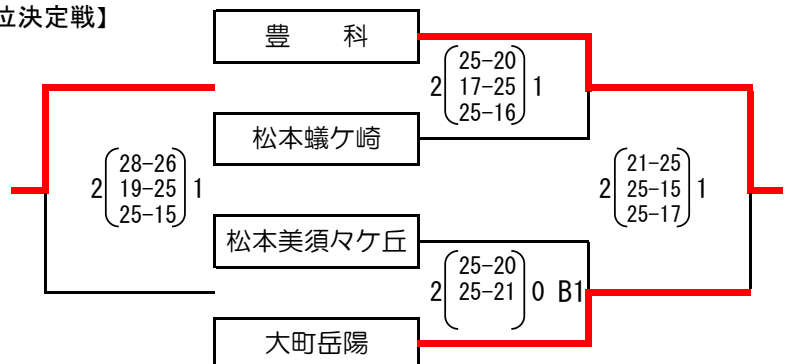 位決定戦】
豊　　科
2 25-20 1
17-25
25-16
松本蟻ケ崎
2 28-26 1
19-25
25-15
2 21-25 1
25-15
25-17
松本美須々ケ丘
2 25-20 0 B1
25-21
大町岳陽